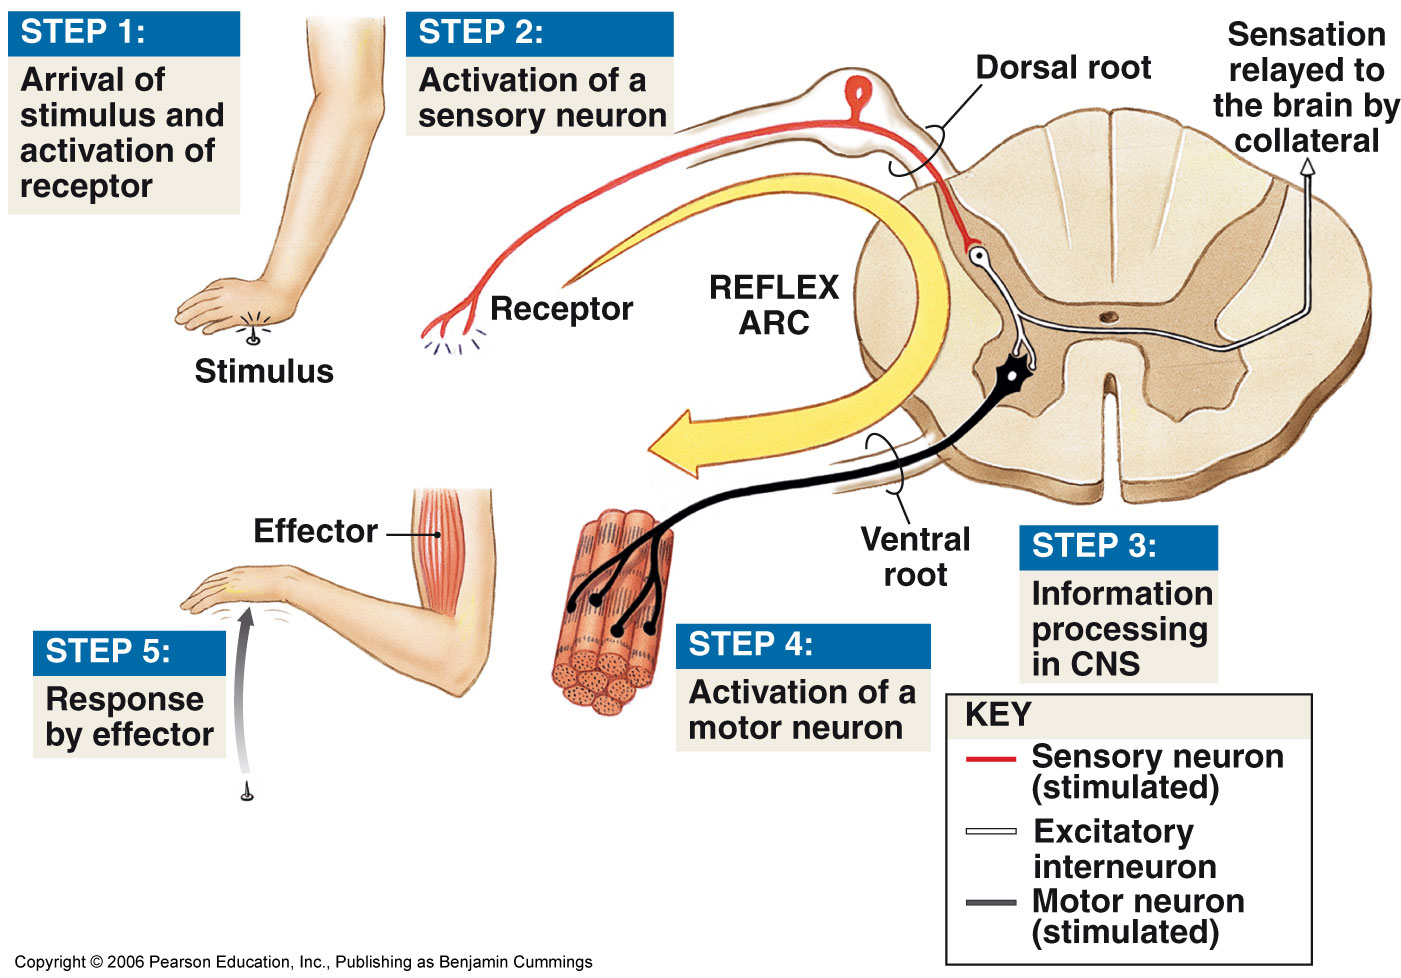 STEP 1:
Arrival of
stimulus and
activation of
receptor
Stimulus
STEP 2:
Activation of a
sensory neuron
Receptor
REFLEX
ARC
Dorsal root
Sensation
relayed to
the brain by
collateral
Ventral
root
STEP 3:
Information
processing
in CNS
STEP 4:
Activation of a
motor neuron
Effector
STEP 5:
Response
by effector
KEY
Sensory neuron
(stimulated)
Excitatory
interneuron
Motor neuron
(stimulated)
Copyright © 2006 Pearson Education, Inc., Publishing as Benjamin Cummings